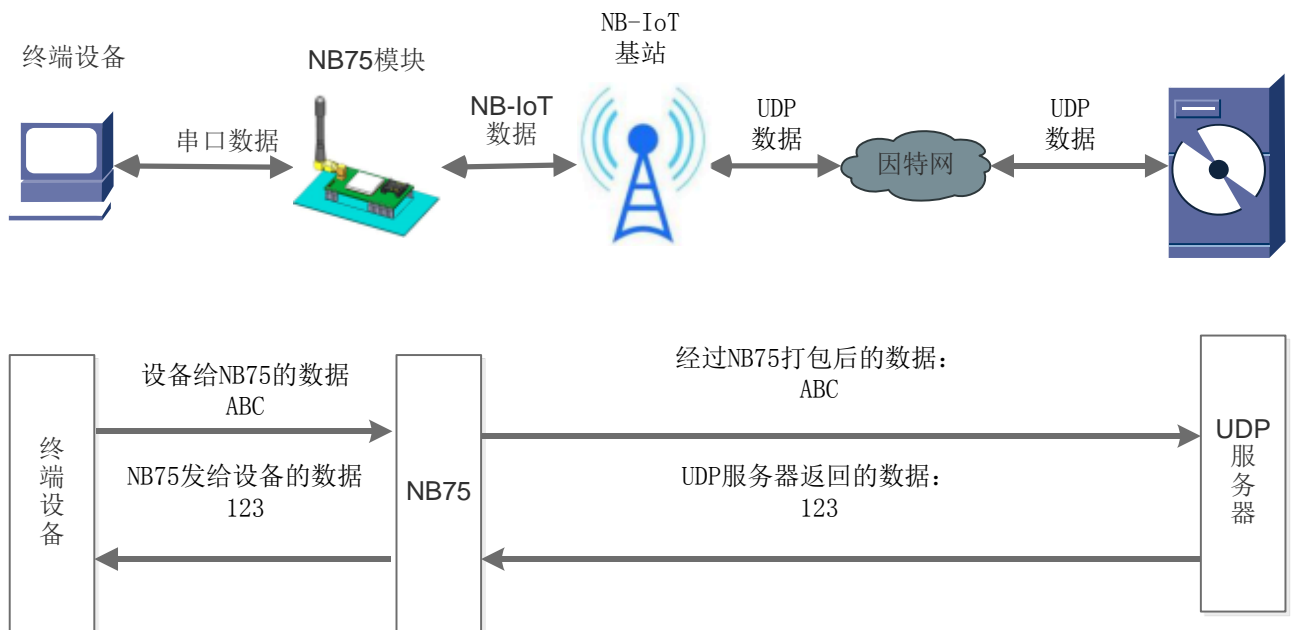 终端设备
NB75模块
NB-IoT
基站
串口数据
NB-IoT
数据
UDP
数据
因特网
UDP
数据
终端设备
设备给NB75的数据
ABC
NB75发给设备的数据
123
NB75
经过NB75打包后的数据:
ABC
UDP服务器返回的数据:
123
UDP
服务器